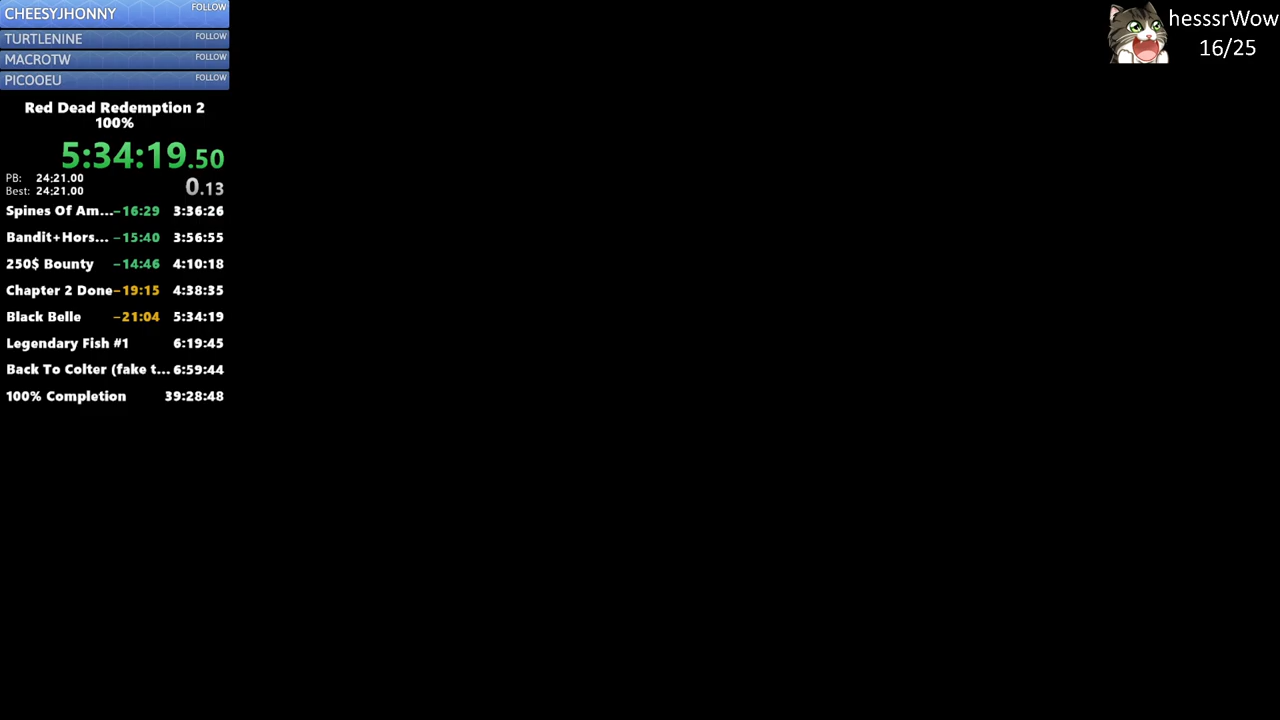 CHEESYJHONNY FOLLOW
TURTLENINE FOLLOW
MACROTW FOLLOW
PICOOEU FOLLOW
hesssrWow
16/25
Red Dead Redemption 2
100%
5:34:19.50
PB: 24:21.00
Best: 24:21.00
0.13
Spines Of Am... -16:29 3:36:26
Bandit+Hors... -15:40 3:56:55
250$ Bounty -14:46 4:10:18
Chapter 2 Done -19:15 4:38:35
Black Belle -21:04 5:34:19
Legendary Fish #1 6:19:45
Back To Colter (fake t... 6:59:44
100% Completion 39:28:48